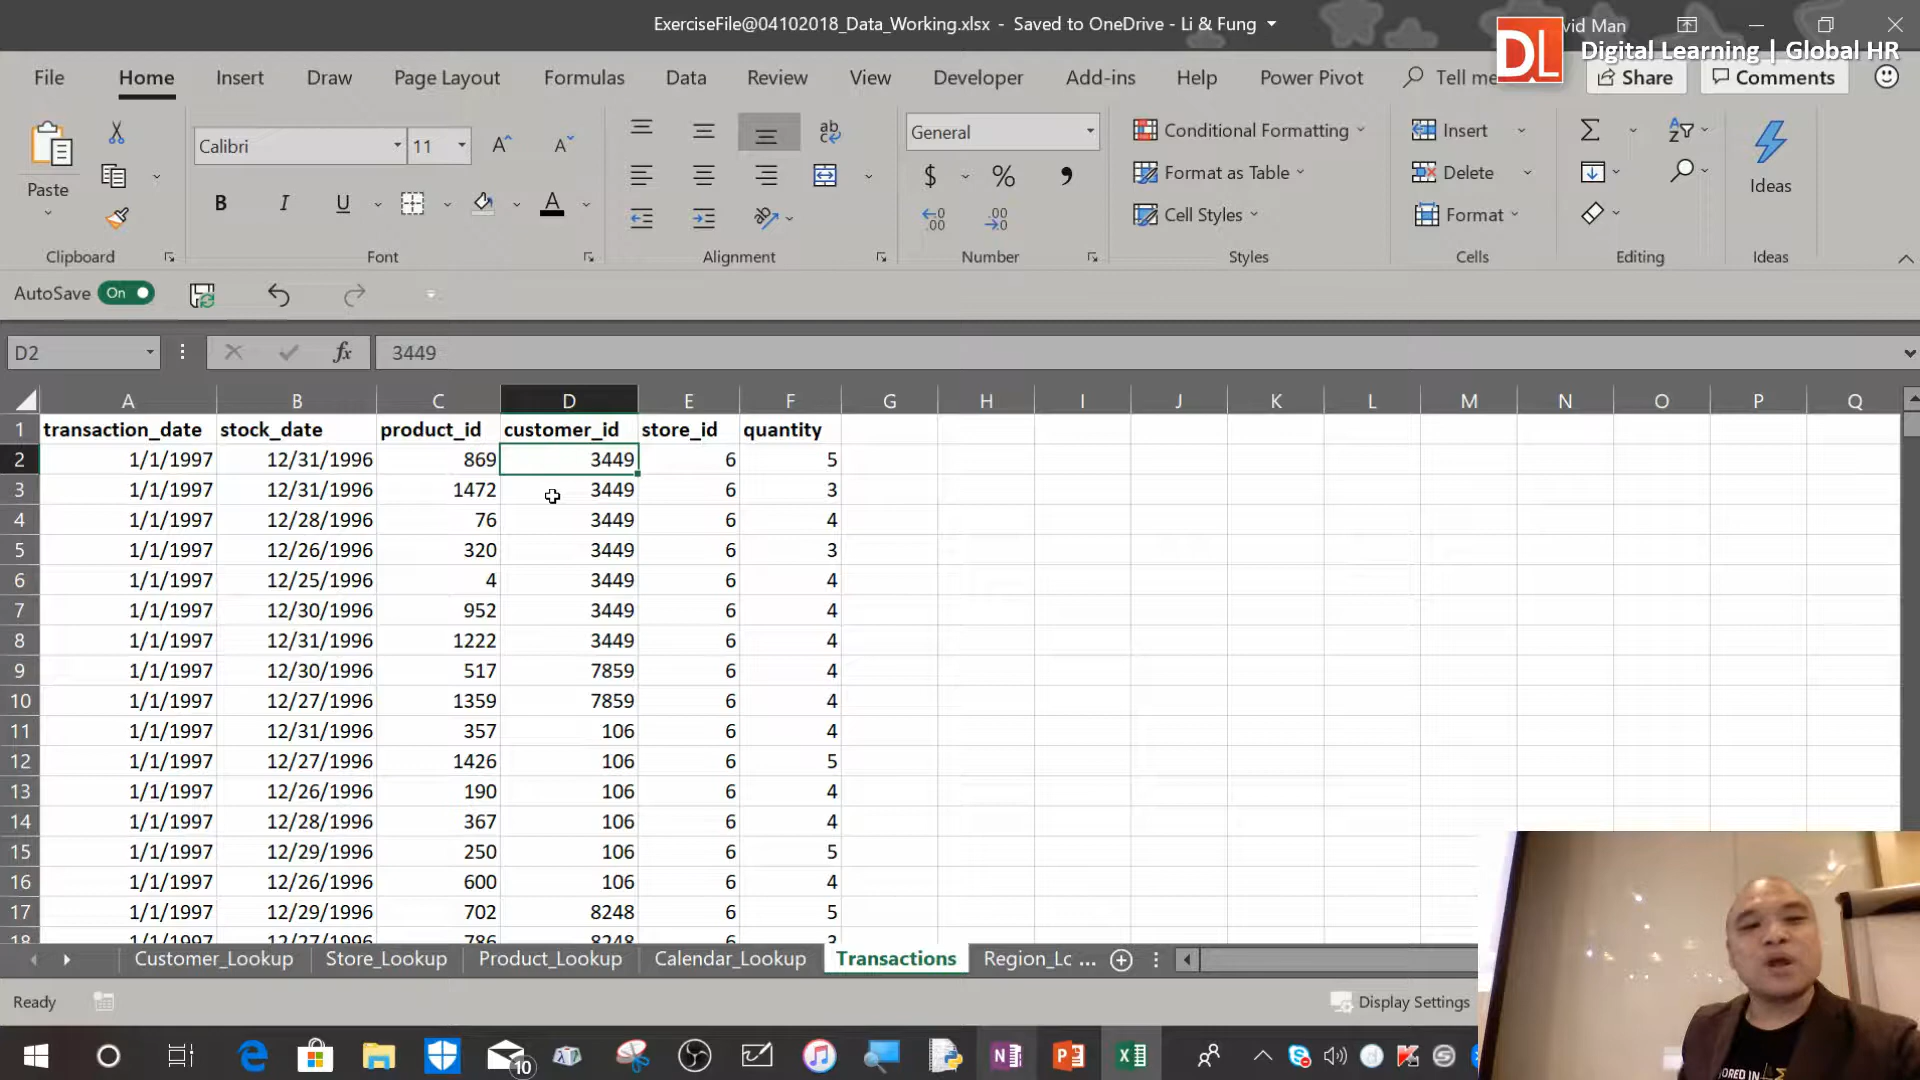 ExerciseFile@04102018_Data_Working.xlsx - Saved to OneDrive - Li & Fung
vid Man
DL
Digital Learning | Global HR
File Home Insert Draw Page Layout Formulas Data Review View Developer Add-ins Help Power Pivot Tell me Share Comments
Calibri 11 General Conditional Formatting Insert
Paste Format as Table Delete Ideas
B I U A $ % Cell Styles Format
Clipboard Font Alignment Number Styles Cells Editing Ideas
AutoSave On
D2 fx 3449
A B C D E F G H I J K L M N O P Q
1 transaction_date stock_date product_id customer_id store_id quantity
2 1/1/1997 12/31/1996 869 3449 6 5
3 1/1/1997 12/31/1996 1472 3449 6 3
4 1/1/1997 12/28/1996 76 3449 6 4
5 1/1/1997 12/26/1996 320 3449 6 3
6 1/1/1997 12/25/1996 4 3449 6 4
7 1/1/1997 12/30/1996 952 3449 6 4
8 1/1/1997 12/31/1996 1222 3449 6 4
9 1/1/1997 12/30/1996 517 7859 6 4
10 1/1/1997 12/27/1996 1359 7859 6 4
11 1/1/1997 12/31/1996 357 106 6 4
12 1/1/1997 12/27/1996 1426 106 6 5
13 1/1/1997 12/26/1996 190 106 6 4
14 1/1/1997 12/28/1996 367 106 6 4
15 1/1/1997 12/29/1996 250 106 6 5
16 1/1/1997 12/26/1996 600 106 6 4
17 1/1/1997 12/29/1996 702 8248 6 5
18 1/1/1997 12/27/1996 786 8248 6 3
Customer_Lookup Store_Lookup Product_Lookup Calendar_Lookup Transactions Region_Lc ...
Ready Display Settings
10